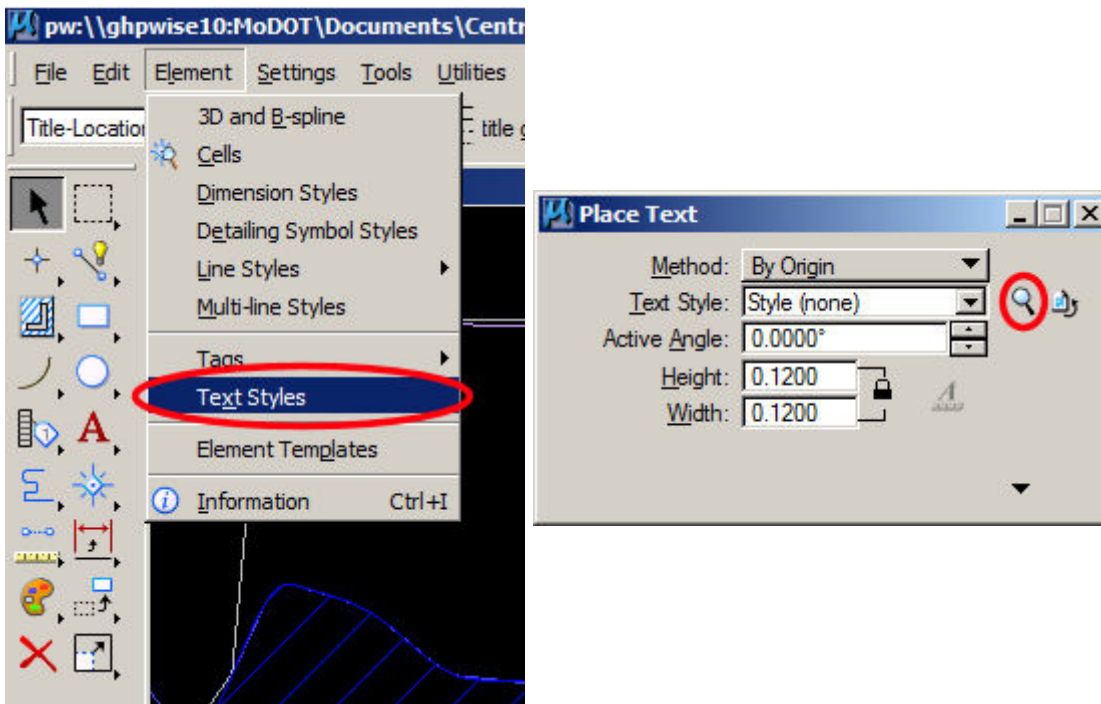 pw:\\ghpwise10:MoDOT\Documents\Centr
File Edit Element Settings Tools Utilities
Title-Location
title
3D and B-spline
Cells
Dimension Styles
Detailing Symbol Styles
Line Styles
Multi-line Styles
Tags
Text Styles
Element Templates
Information Ctrl+I
Place Text
Method: By Origin
Text Style: Style (none)
Active Angle: 0.0000°
Height: 0.1200
Width: 0.1200